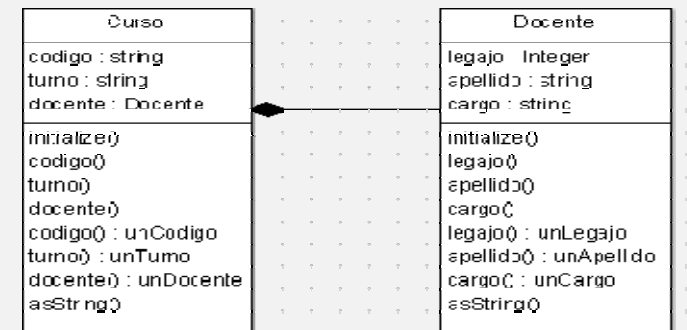 Curso
codigo : string
turno : string
docente : Docente
initialize()
codigo()
turno()
docente()
codigo() : unCodigo
turno() : unTurno
docente() : unDocente
asString()
Docente
legajo : Integer
apellido : string
cargo : string
initialize()
legajo()
apellido()
cargo()
legajo() : unLegajo
apellido() : unApellido
cargo() : unCargo
asString()